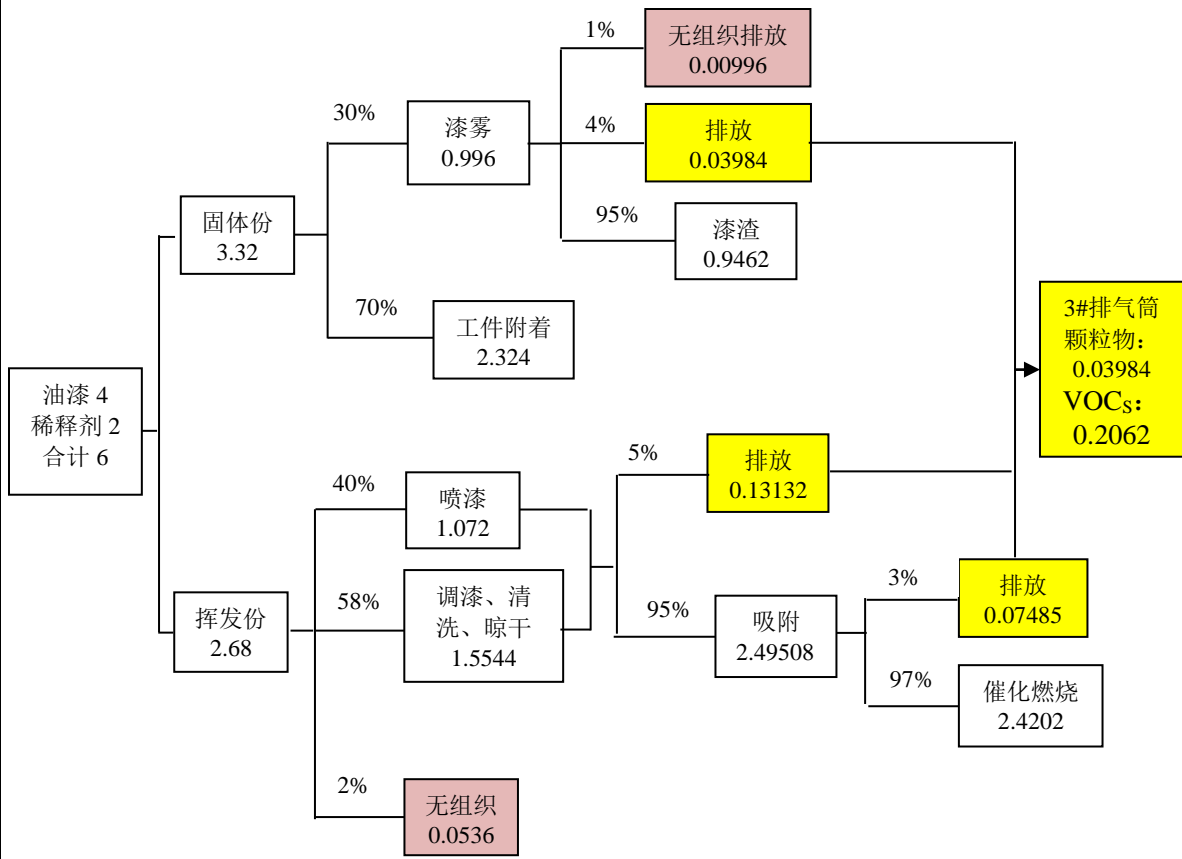 1%
无组织排放
0.00996
30%
漆雾
0.996
4%
排放
0.03984
95%
漆渣
0.9462
固体份
3.32
70%
工件附着
2.324
3#排气筒
颗粒物：
0.03984
VOCS：
0.2062
油漆 4
稀释剂 2
合计 6
40%
喷漆
1.072
5%
排放
0.13132
挥发份
2.68
58%
调漆、清
洗、晾干
1.5544
95%
吸附
2.49508
3%
排放
0.07485
97%
催化燃烧
2.4202
2%
无组织
0.0536